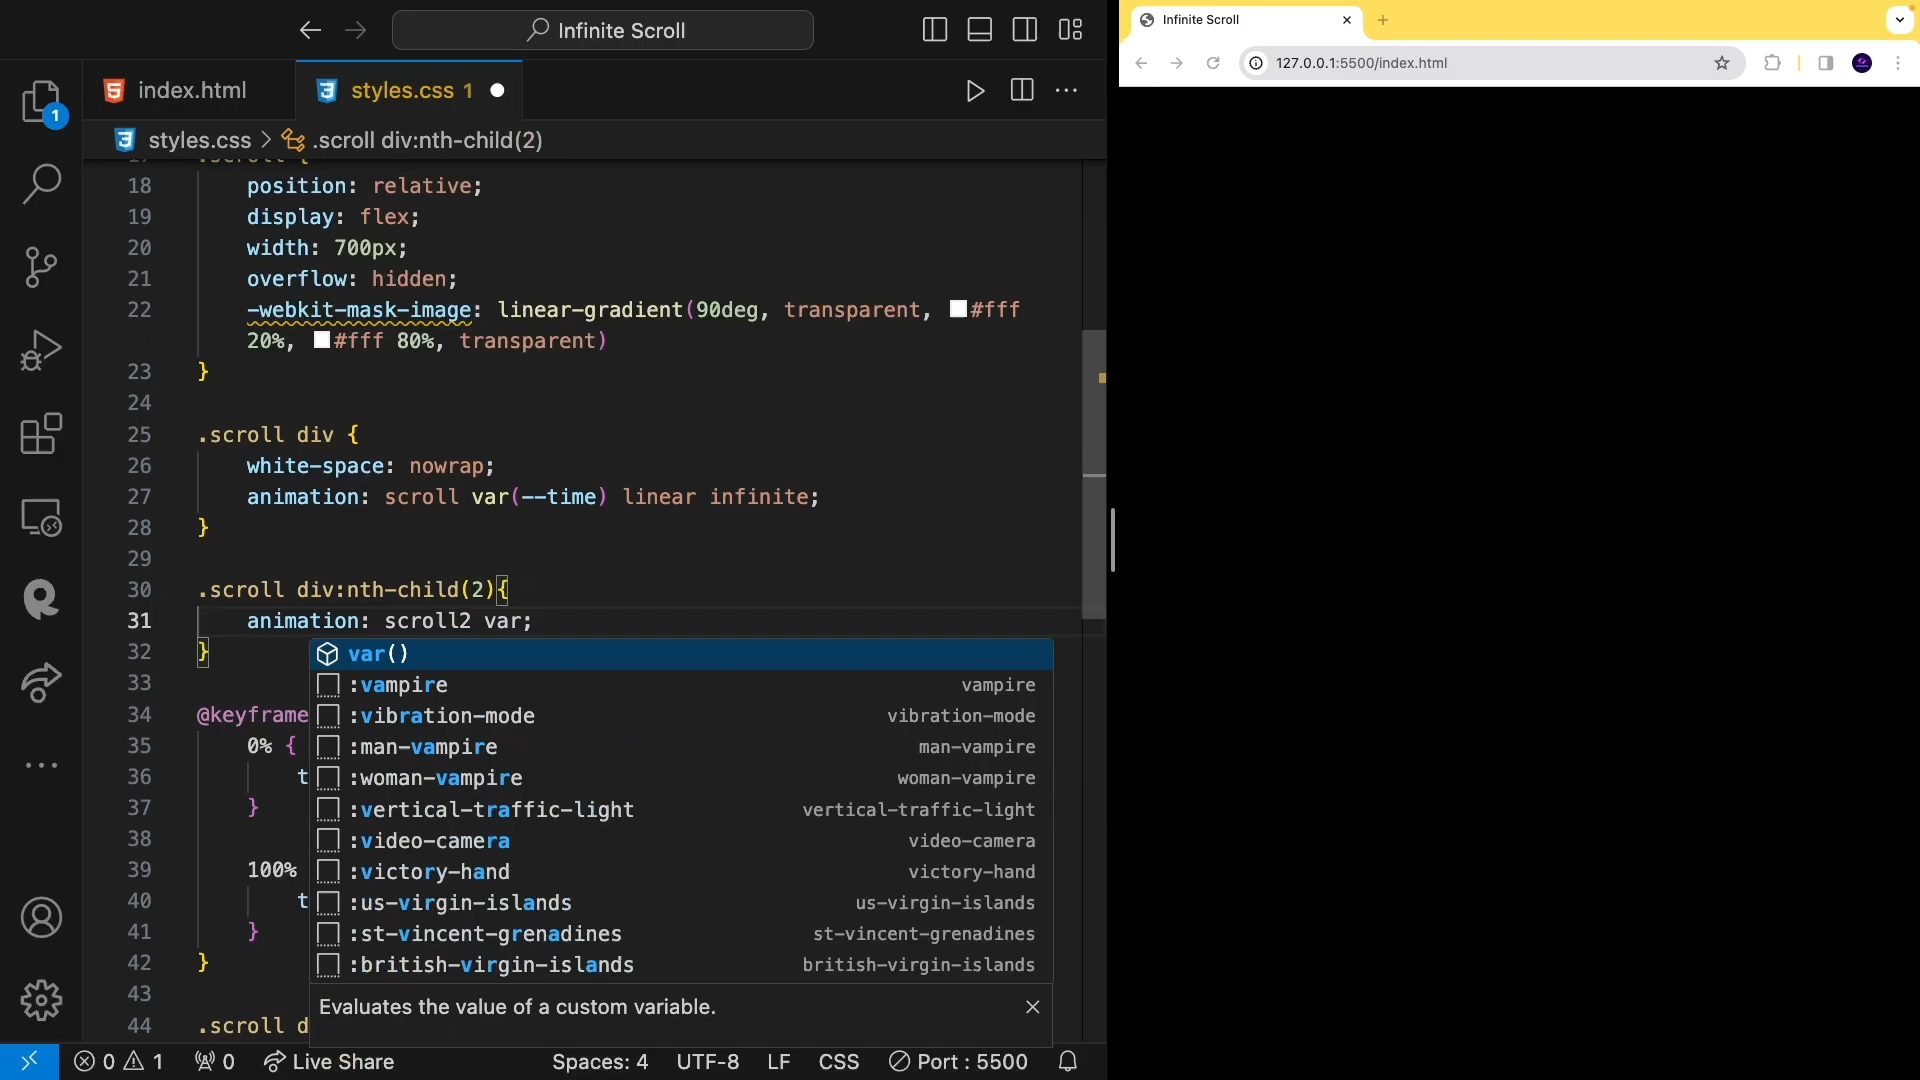 Infinite Scroll
index.html
styles.css 1
styles.css > .scroll div:nth-child(2)
18 position: relative;
19 display: flex;
20 width: 700px;
21 overflow: hidden;
22 -webkit-mask-image: linear-gradient(90deg, transparent, #fff
20%, #fff 80%, transparent)
23 }
24
25 .scroll div {
26 white-space: nowrap;
27 animation: scroll var(--time) linear infinite;
28 }
29
30 .scroll div:nth-child(2){
31 animation: scroll2 var;
32 }
33
34 @keyframe
35 0% {
36 t
37 }
38
39 100%
40 t
41 }
42 }
43
44 .scroll d
var()
:vampire vampire
:vibration-mode vibration-mode
:man-vampire man-vampire
:woman-vampire woman-vampire
:vertical-traffic-light vertical-traffic-light
:video-camera video-camera
:victory-hand victory-hand
:us-virgin-islands us-virgin-islands
:st-vincent-grenadines st-vincent-grenadines
:british-virgin-islands british-virgin-islands
Evaluates the value of a custom variable.
1
0 1 0 Live Share Spaces: 4 UTF-8 LF CSS Port : 5500
Infinite Scroll
127.0.0.1:5500/index.html